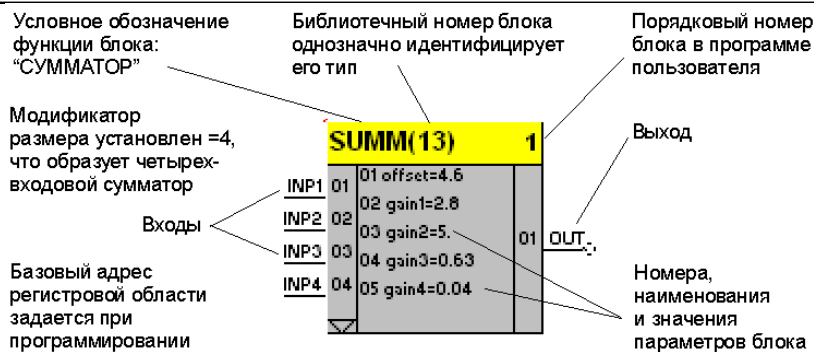 Условное обозначение
функции блока:
“СУММАТОР”
Библиотечный номер блока
однозначно идентифицирует
его тип
Порядковый номер
блока в программе
пользователя
Модификатор
размера установлен =4,
что образует четырех-
входовой сумматор
Входы
Базовый адрес
регистровой области
задается при
программировании
SUMM(13) 1
INP1 01
INP2 02
INP3 03
INP4 04
01 offset=4.6
02 gain1=2.8
03 gain2=5.
04 gain3=0.63
05 gain4=0.04
01 OUT
Выход
Номера,
наименования
и значения
параметров блока